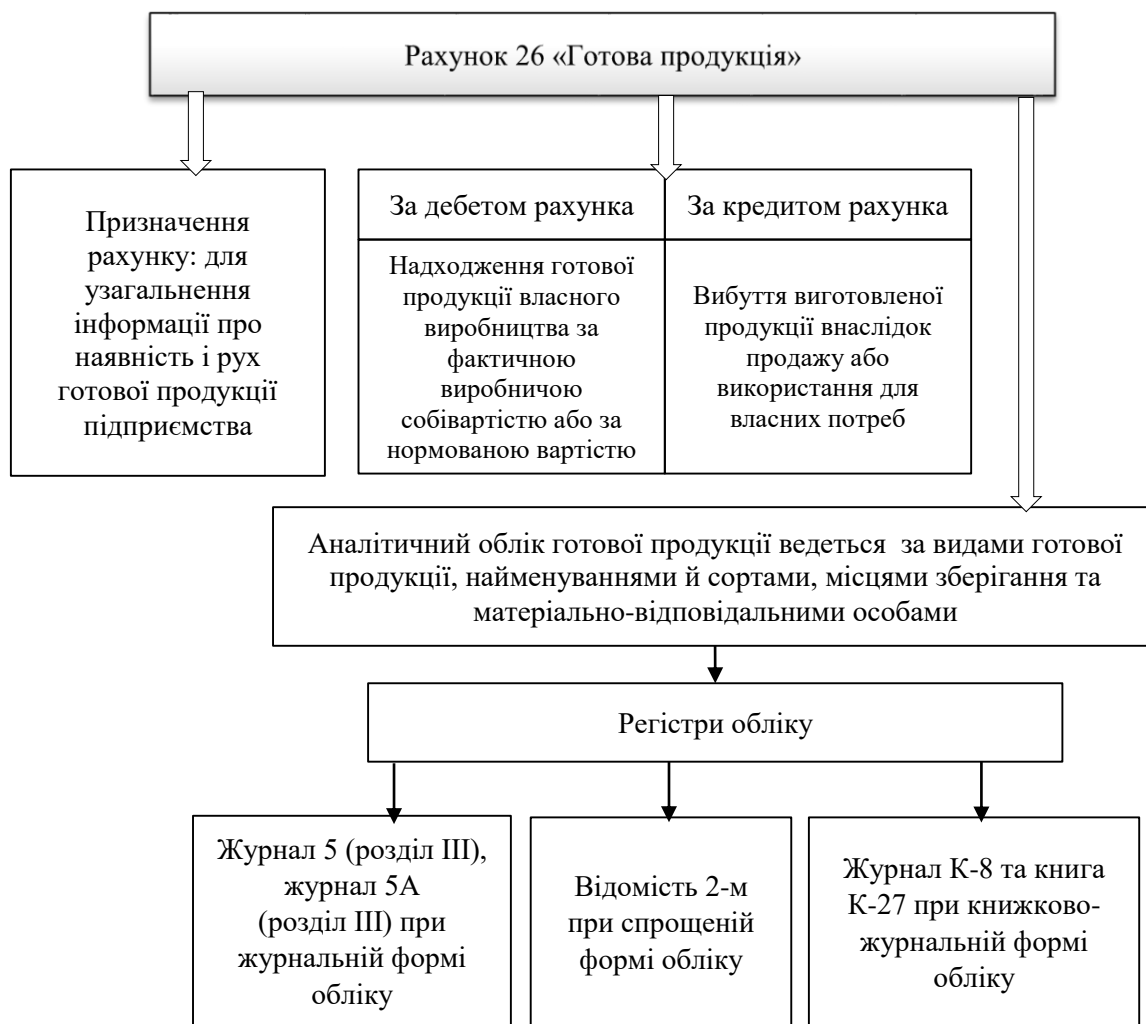 Рахунок 26 «Готова продукція»
Призначення
рахунку: для
узагальнення
інформації про
наявність і рух
готової продукції
підприємства
За дебетом рахунка
Надходження готової
продукції власного
виробництва за
фактичною
виробничою
собівартістю або за
нормованою вартістю
За кредитом рахунка
Вибуття виготовленої
продукції внаслідок
продажу або
використання для
власних потреб
Аналітичний облік готової продукції ведеться за видами готової
продукції, найменуваннями й сортами, місцями зберігання та
матеріально-відповідальними особами
Регістри обліку
Журнал 5 (розділ III),
журнал 5А
(розділ III) при
журнальній формі
обліку
Відомість 2-м
при спрощеній
формі обліку
Журнал К-8 та книга
К-27 при книжково-
журнальній формі
обліку